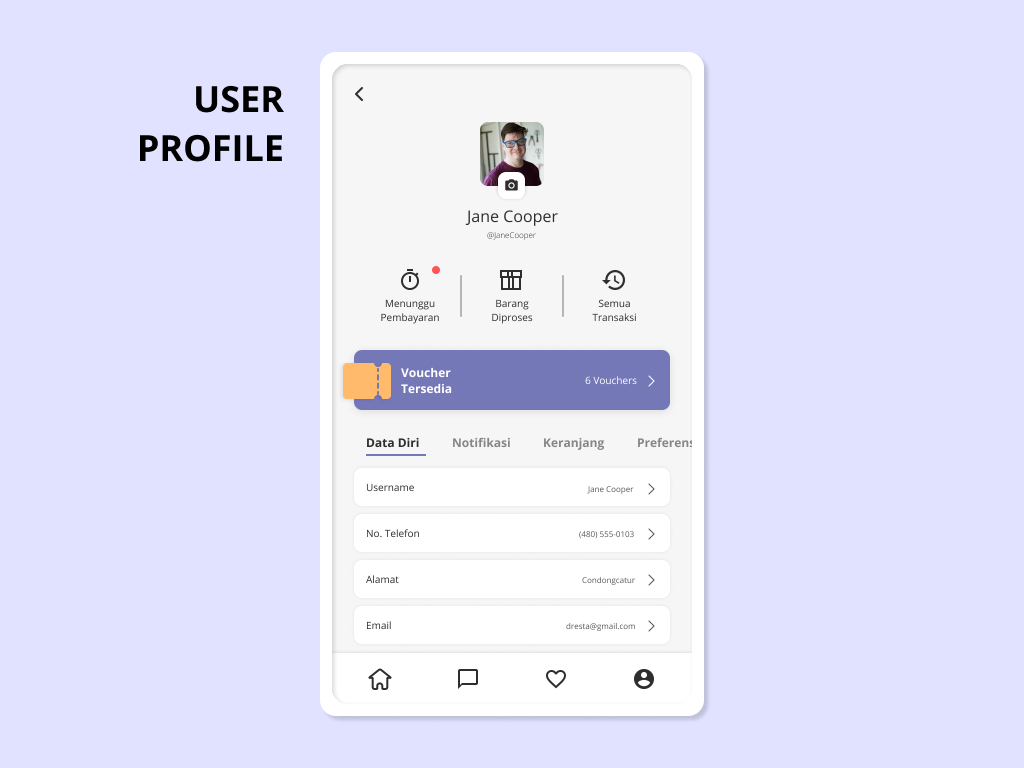 USER
PROFILE
Jane Cooper
@JaneCooper
Menunggu
Pembayaran
Barang
Diproses
Semua
Transaksi
Voucher
Tersedia
6 Vouchers
Data Diri Notifikasi Keranjang Preferens
Username Jane Cooper
No. Telefon (480) 555-0103
Alamat Condongcatur
Email dresta@gmail.com